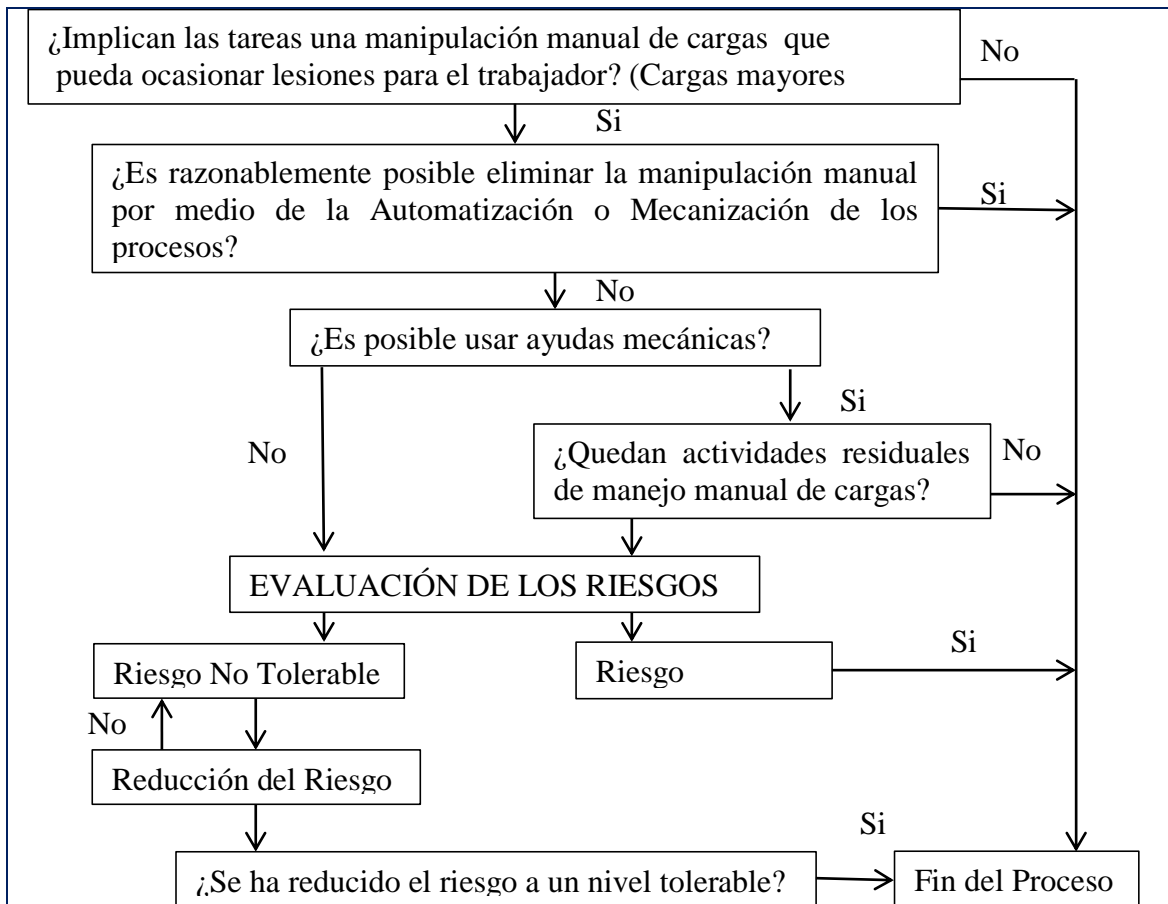 ¿Implican las tareas una manipulación manual de cargas que
pueda ocasionar lesiones para el trabajador? (Cargas mayores
No
Si
¿Es razonablemente posible eliminar la manipulación manual
por medio de la Automatización o Mecanización de los
procesos?
Si
No
¿Es posible usar ayudas mecánicas?
Si
No
¿Quedan actividades residuales
de manejo manual de cargas?
No
EVALUACIÓN DE LOS RIESGOS
Riesgo No Tolerable
Riesgo
Si
No
Reducción del Riesgo
¿Se ha reducido el riesgo a un nivel tolerable?
Si
Fin del Proceso